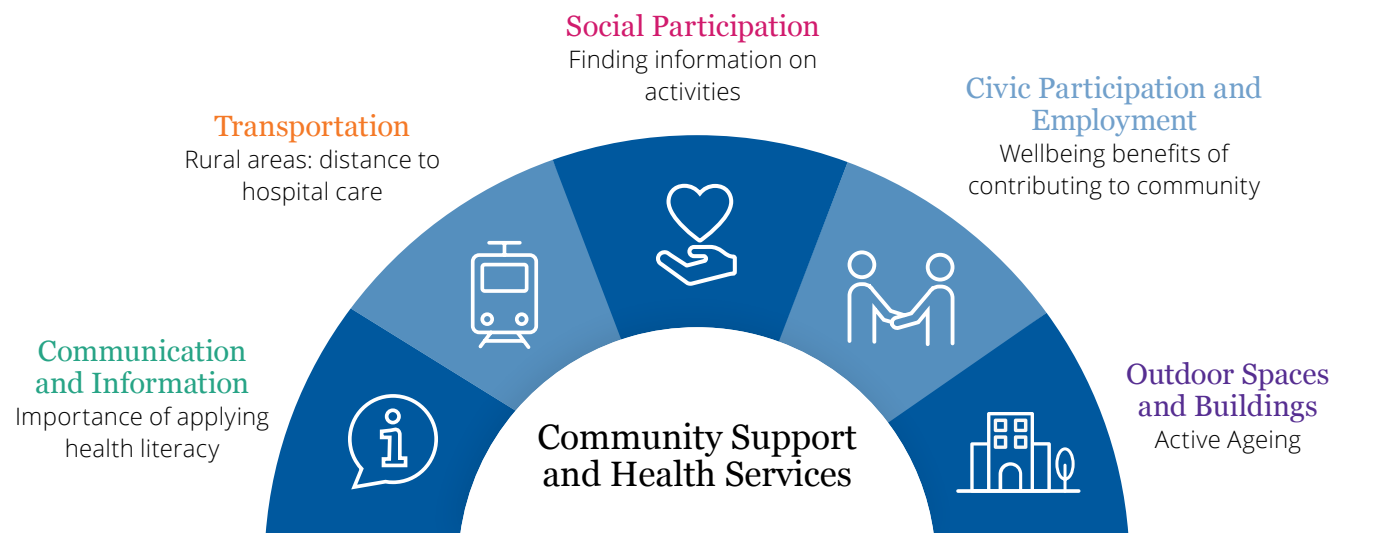 Social Participation
Finding information on
activities
Civic Participation and
Employment
Wellbeing benefits of
contributing to community
Transportation
Rural areas: distance to
hospital care
Communication
and Information
Importance of applying
health literacy
Outdoor Spaces
and Buildings
Active Ageing
Community Support
and Health Services